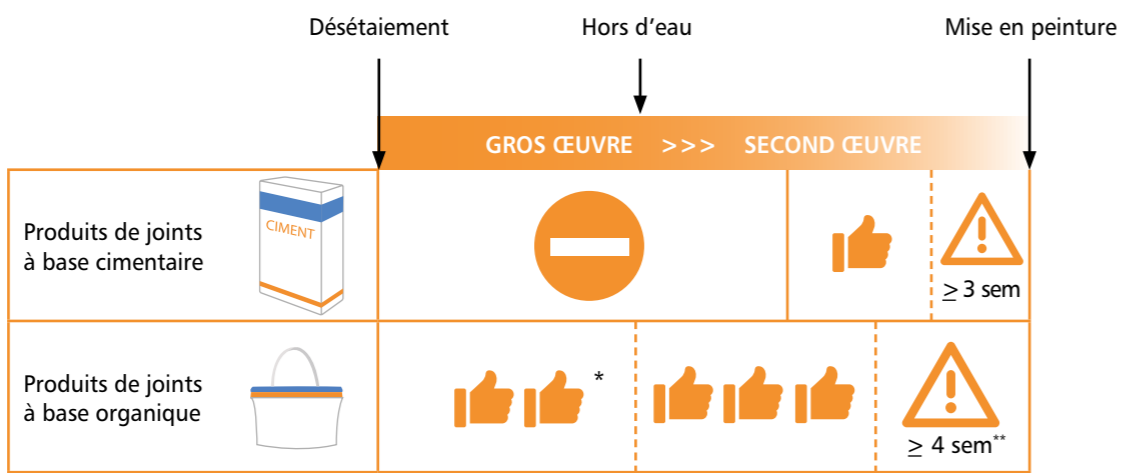 Désétaiement Hors d'eau Mise en peinture
GROS ŒUVRE >>> SECOND ŒUVRE
Produits de joints
à base cimentaire
CIMENT
≥ 3 sem
Produits de joints
à base organique
*
≥ 4 sem**